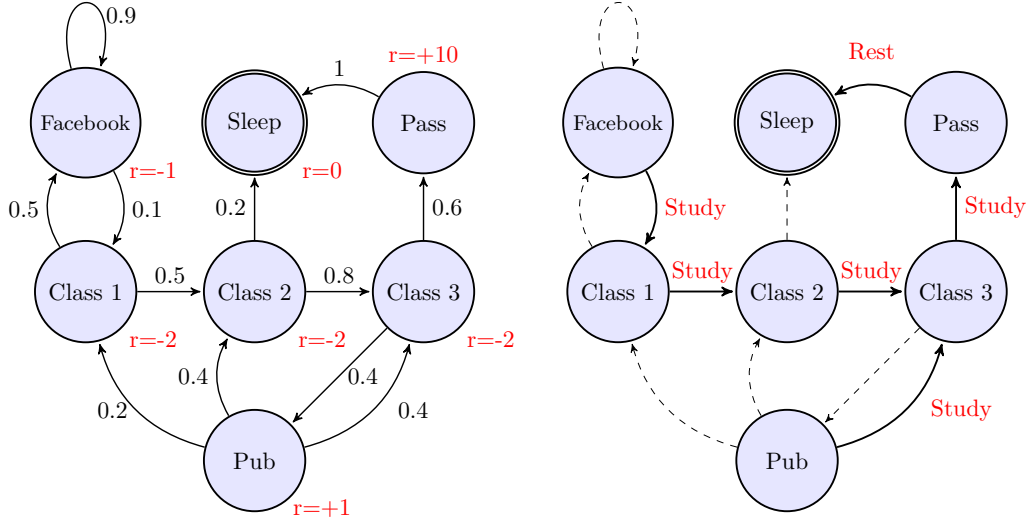 0.9
r=+10
1
Facebook
Sleep
Pass
r=-1
r=0
0.5
0.1
0.2
0.6
0.5
0.8
Class 1
Class 2
Class 3
r=-2
r=-2
r=-2
0.4
0.4
0.2
0.4
Pub
r=+1
Rest
Facebook
Sleep
Pass
Study
Study
Study
Study
Class 1
Class 2
Class 3
Study
Pub